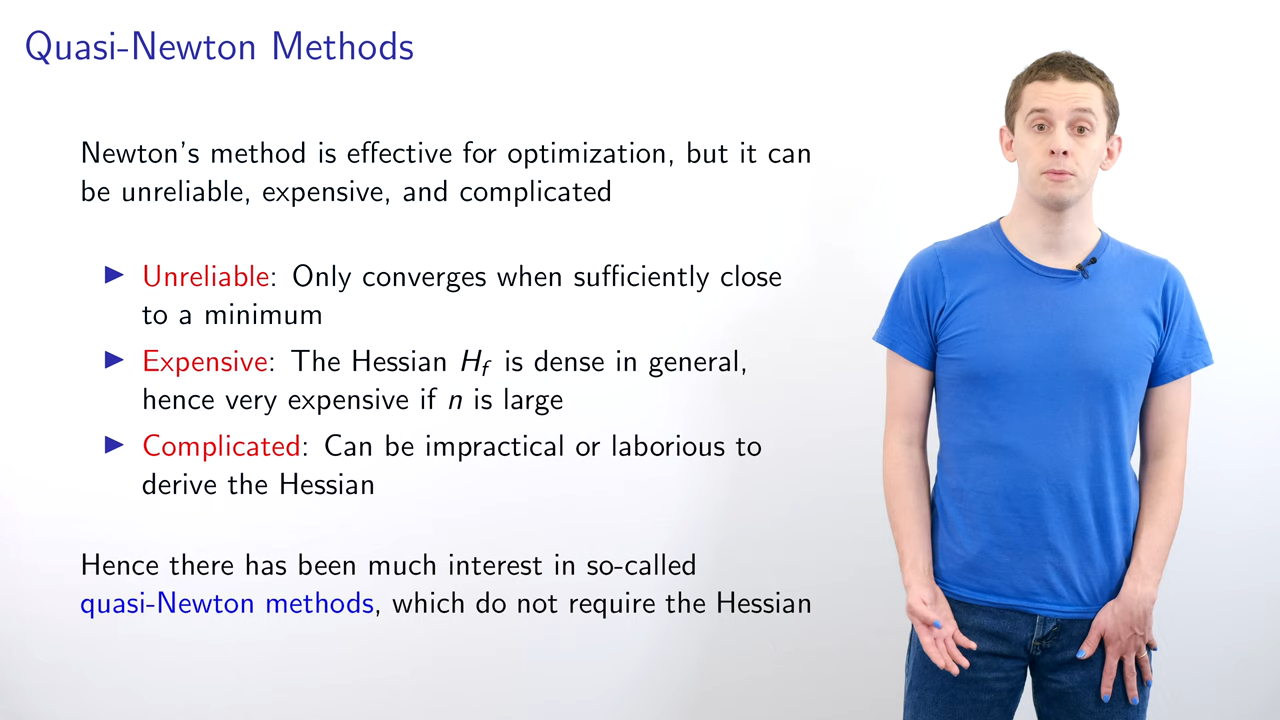 Quasi-Newton Methods
Newton's method is effective for optimization, but it can
be unreliable, expensive, and complicated
▶ Unreliable: Only converges when sufficiently close
to a minimum
▶ Expensive: The Hessian H_f is dense in general,
hence very expensive if n is large
▶ Complicated: Can be impractical or laborious to
derive the Hessian
Hence there has been much interest in so-called
quasi-Newton methods, which do not require the Hessian